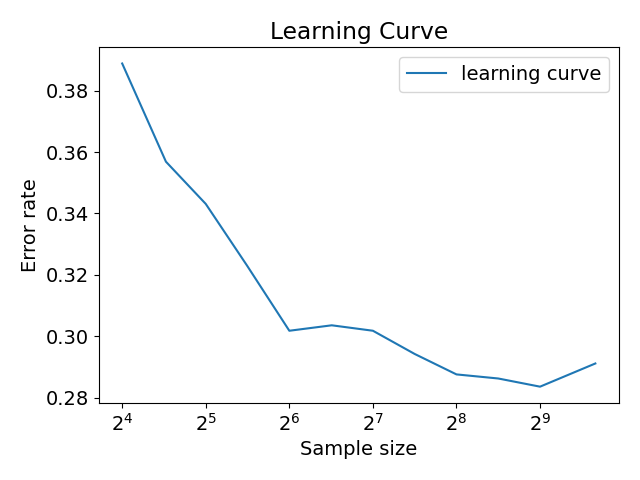 Learning Curve
learning curve
Error rate
0.38
0.36
0.34
0.32
0.30
0.28
2⁴ 2⁵ 2⁶ 2⁷ 2⁸ 2⁹
Sample size